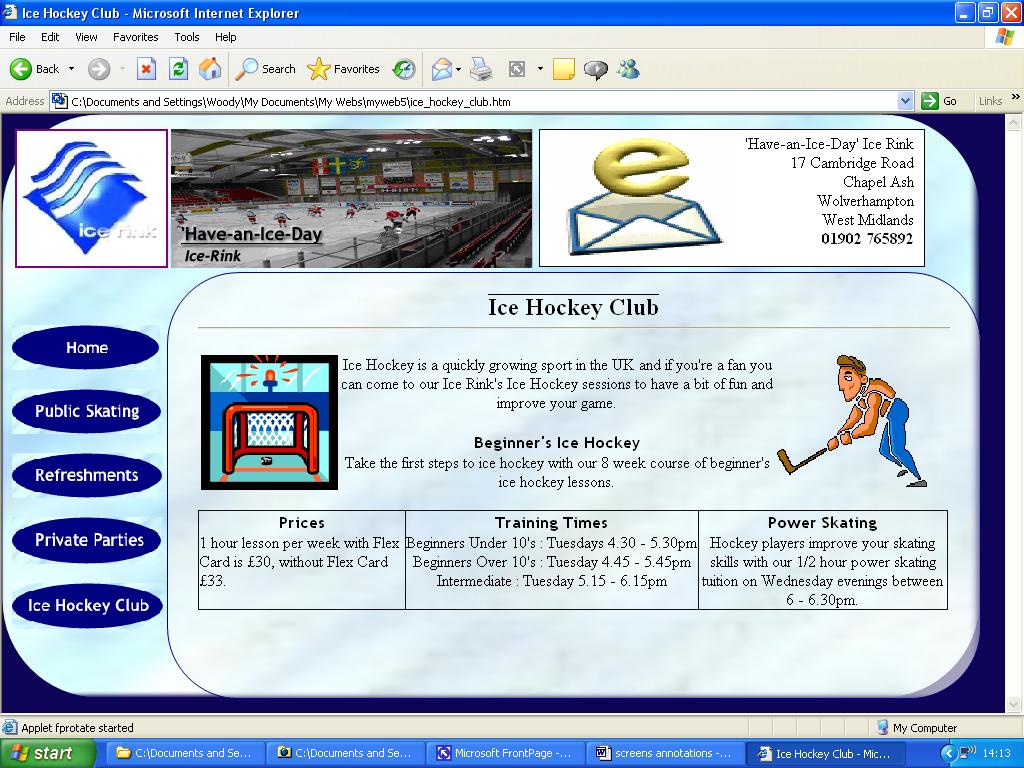 Ice Hockey Club - Microsoft Internet Explorer
File Edit View Favorites Tools Help
Back Search Favorites
Address C:\Documents and Settings\Woody\My Documents\My Webs\myweb5\ice_hockey_club.htm Go Links »
ice rink
'Have-an-Ice-Day
Ice-Rink
e
'Have-an-Ice-Day' Ice Rink
17 Cambridge Road
Chapel Ash
Wolverhampton
West Midlands
01902 765892
Home
Public Skating
Refreshments
Private Parties
Ice Hockey Club
Ice Hockey Club
Ice Hockey is a quickly growing sport in the UK and if you're a fan you
can come to our Ice Rink's Ice Hockey sessions to have a bit of fun and
improve your game.
Beginner's Ice Hockey
Take the first steps to ice hockey with our 8 week course of beginner's
ice hockey lessons.
Prices
1 hour lesson per week with Flex
Card is £30, without Flex Card
£33.
Training Times
Beginners Under 10's : Tuesdays 4.30 - 5.30pm
Beginners Over 10's : Tuesday 4.45 - 5.45pm
Intermediate : Tuesday 5.15 - 6.15pm
Power Skating
Hockey players improve your skating
skills with our 1/2 hour power skating
tuition on Wednesday evenings between
6 - 6.30pm.
Applet fprotate started My Computer
start C:\Documents and Se... C:\Documents and Se... Microsoft FrontPage -... screens annotations -... Ice Hockey Club - Mic... 14:13